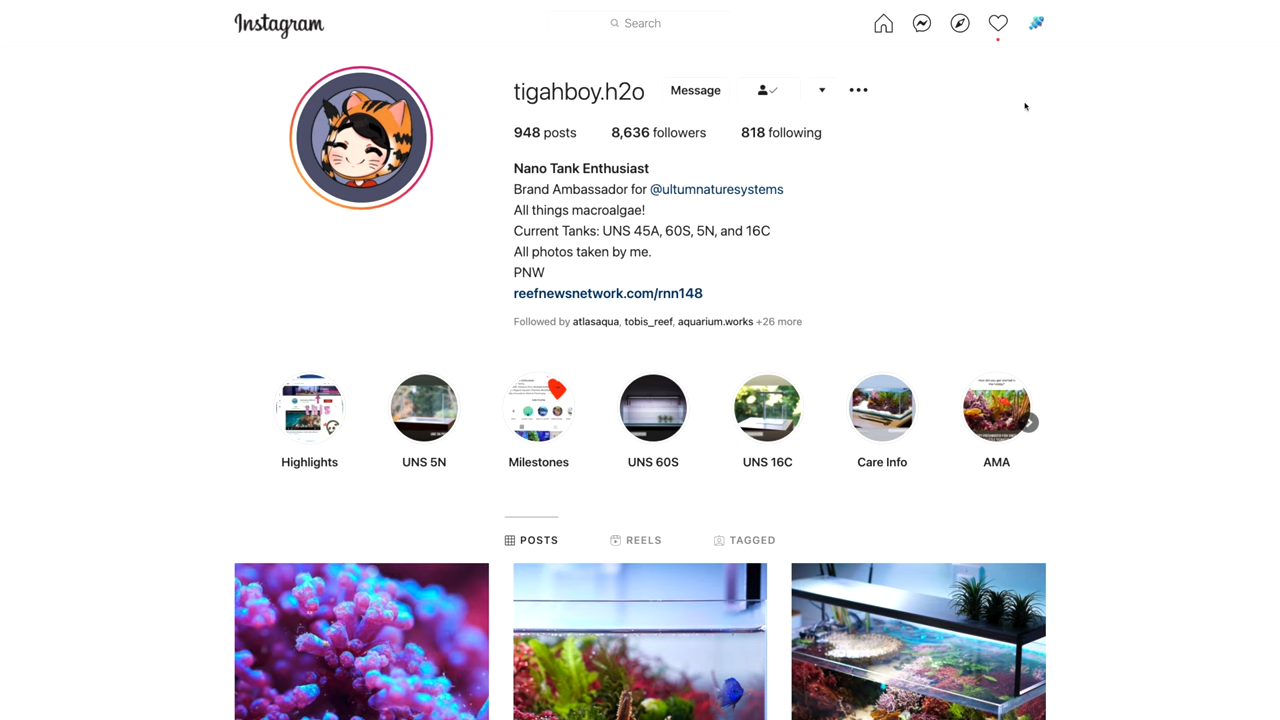 Instagram
Search
tigahboy.h2o Message
948 posts 8,636 followers 818 following
Nano Tank Enthusiast
Brand Ambassador for @ultumnaturesystems
All things macroalgae!
Current Tanks: UNS 45A, 60S, 5N, and 16C
All photos taken by me.
PNW
reefnewsnetwork.com/rnn148
Followed by atlasaqua, tobis_reef, aquarium.works +26 more
Highlights UNS 5N Milestones UNS 60S UNS 16C Care Info AMA
POSTS REELS TAGGED